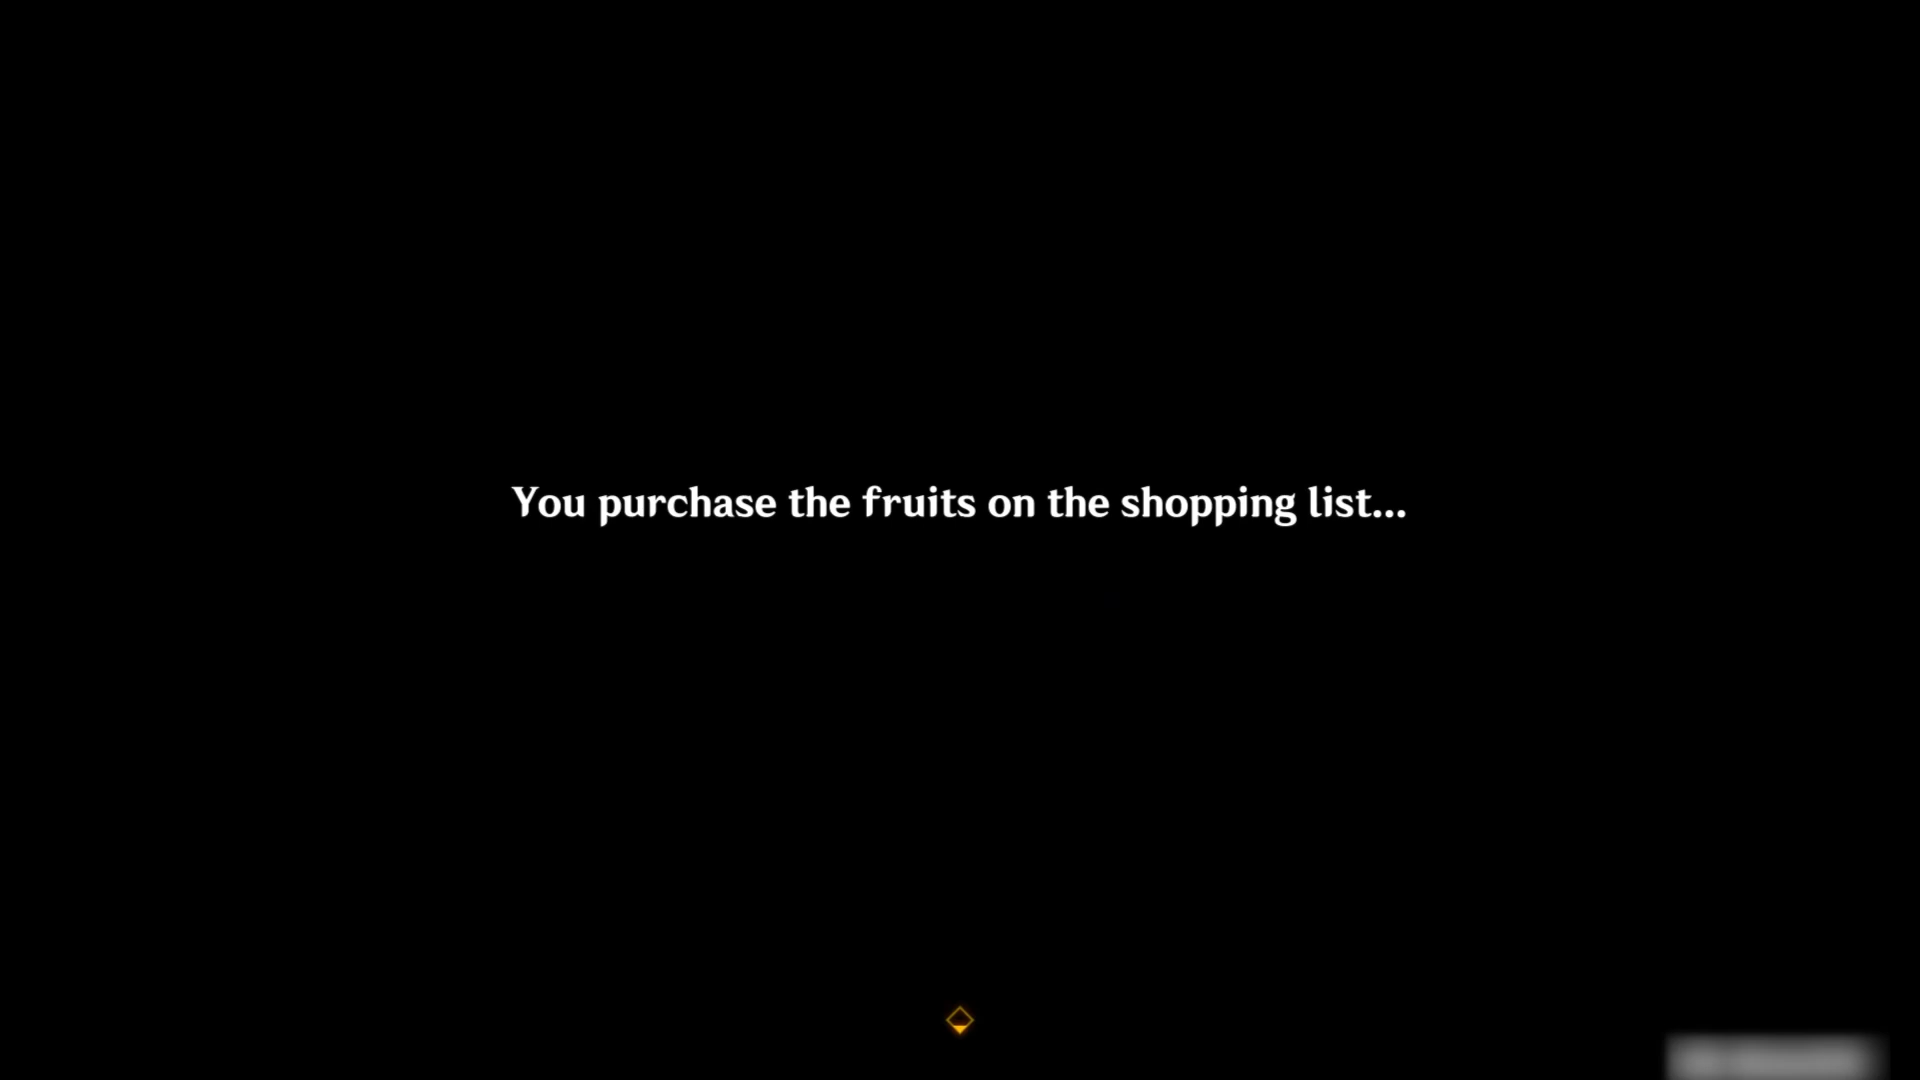 You purchase the fruits on the shopping list...